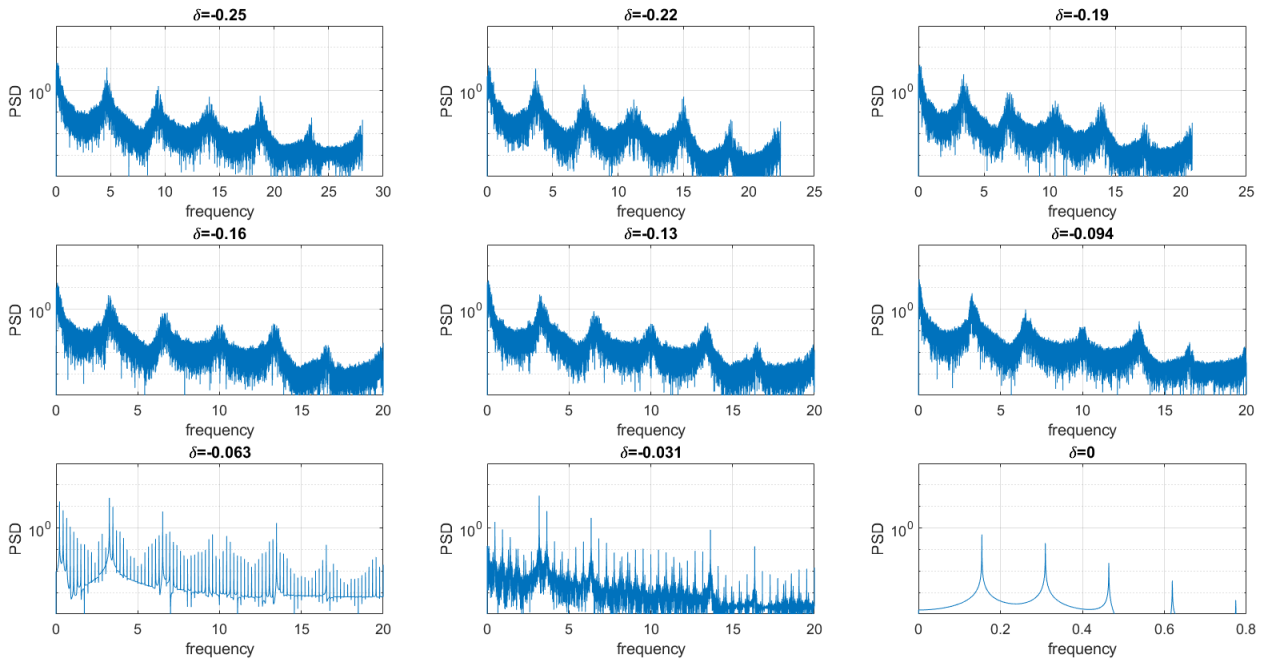 δ=-0.25
PSD
10^0
0 5 10 15 20 25 30
frequency
δ=-0.22
PSD
10^0
0 5 10 15 20 25
frequency
δ=-0.19
PSD
10^0
0 5 10 15 20 25
frequency
δ=-0.16
PSD
10^0
0 5 10 15 20
frequency
δ=-0.13
PSD
10^0
0 5 10 15 20
frequency
δ=-0.094
PSD
10^0
0 5 10 15 20
frequency
δ=-0.063
PSD
10^0
0 5 10 15 20
frequency
δ=-0.031
PSD
10^0
0 5 10 15 20
frequency
δ=0
PSD
10^0
0 0.2 0.4 0.6 0.8
frequency